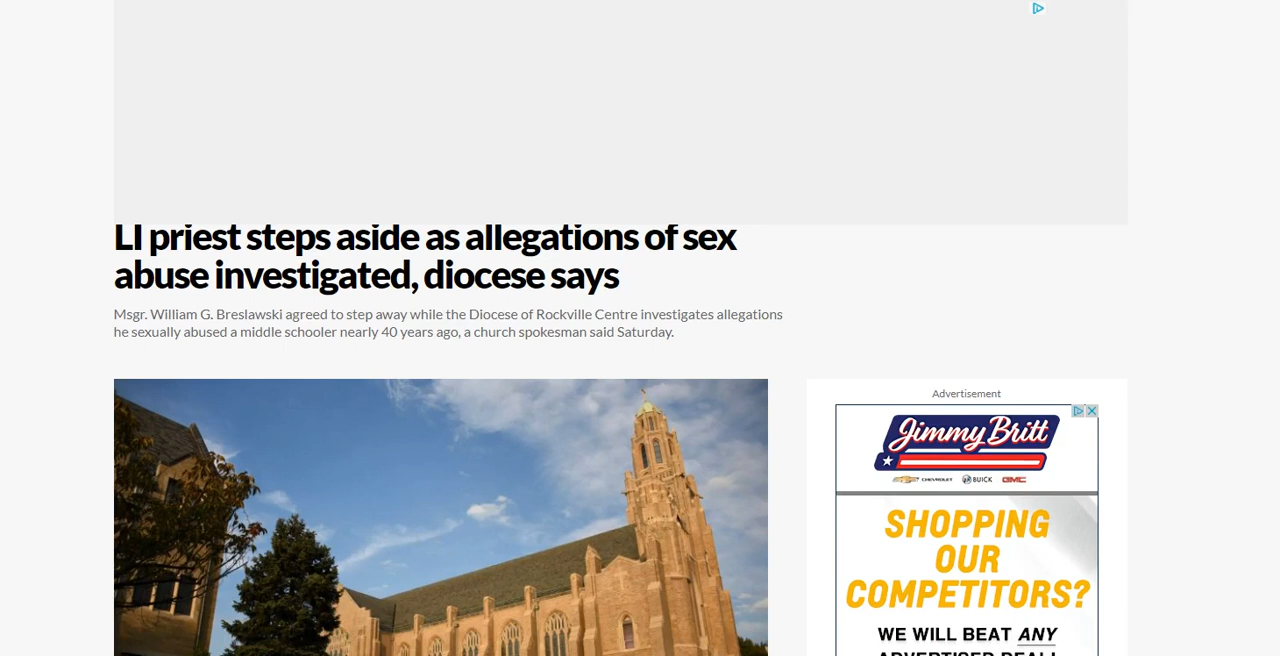 LI priest steps aside as allegations of sex
abuse investigated, diocese says
Msgr. William G. Breslawski agreed to step away while the Diocese of Rockville Centre investigates allegations
he sexually abused a middle schooler nearly 40 years ago, a church spokesman said Saturday.
Advertisement
Jimmy Britt
CHEVROLET BUICK GMC
SHOPPING
OUR
COMPETITORS?
WE WILL BEAT ANY
ADVERTISED DEAL!